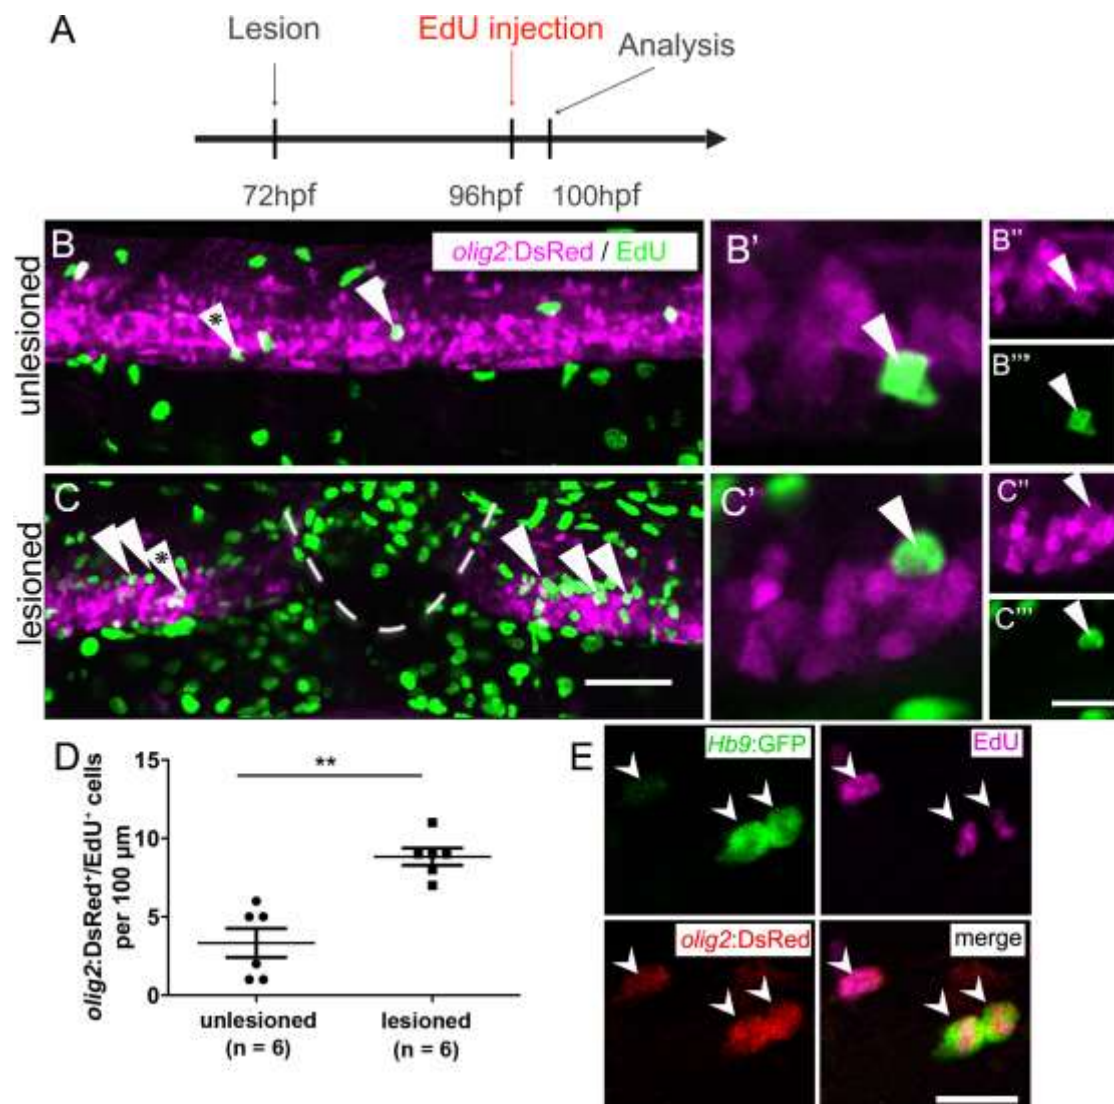 A
Lesion
EdU injection
Analysis
72hpf
96hpf
100hpf
unlesioned
B
olig2:DsRed / EdU
*
B'
B''
B'''
lesioned
C
*
C'
C''
C'''
D
olig2:DsRed⁺/EdU⁺ cells
per 100 µm
15
10
5
0
**
unlesioned
(n = 6)
lesioned
(n = 6)
E
Hb9:GFP
EdU
olig2:DsRed
merge